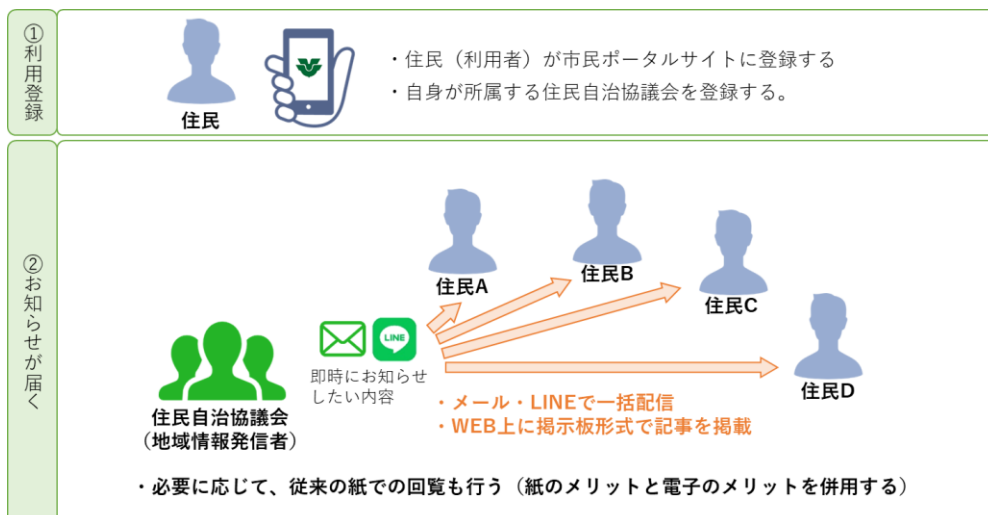 ①利用登録
住民
・住民（利用者）が市民ポータルサイトに登録する
・自身が所属する住民自治協議会を登録する。
②お知らせが届く
住民A
住民B
住民C
住民D
LINE
即時にお知らせ
したい内容
住民自治協議会
（地域情報発信者）
・メール・LINEで一括配信
・WEB上に掲示板形式で記事を掲載
・必要に応じて、従来の紙での回覧も行う（紙のメリットと電子のメリットを併用する）